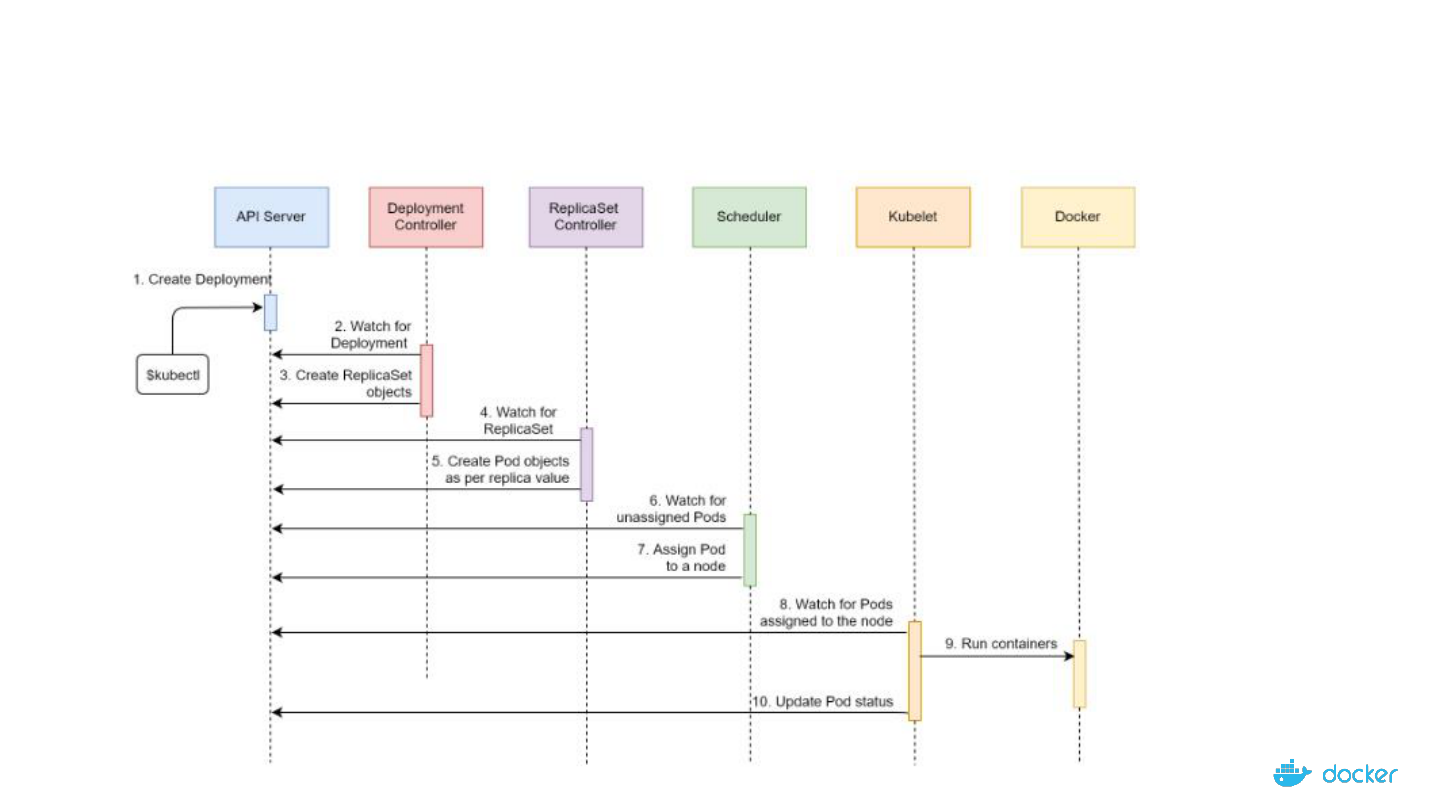 API Server
Deployment
Controller
ReplicaSet
Controller
Scheduler
Kubelet
Docker
1. Create Deployment
$kubectl
2. Watch for
Deployment
3. Create ReplicaSet
objects
4. Watch for
ReplicaSet
5. Create Pod objects
as per replica value
6. Watch for
unassigned Pods
7. Assign Pod
to a node
8. Watch for Pods
assigned to the node
9. Run containers
10. Update Pod status
docker